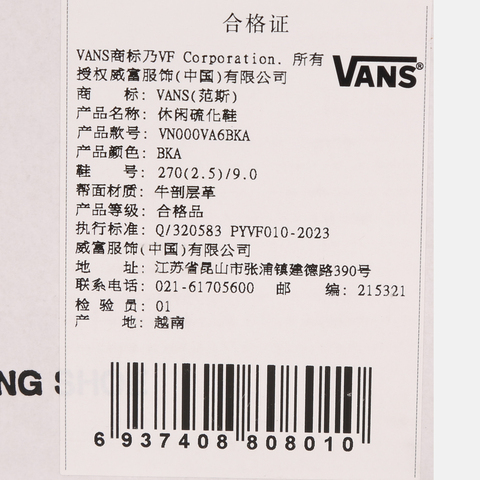 合格证
VANS商标乃VF Corporation. 所有
授权威富服饰(中国)有限公司
VANS®
商 标: VANS(范斯)
产品名称: 休闲硫化鞋
产品款号: VN000VA6BKA
产品颜色: BKA
鞋 号: 270(2.5)/9.0
帮面材质: 牛剖层革
产品等级: 合格品
执行标准: Q/320583 PYVF010-2023
威富服饰(中国)有限公司
地 址: 江苏省昆山市张浦镇建德路390号
联系电话: 021-61705600 邮 编: 215321
检 验 员: 01
产 地: 越南
NG S
6 937408 808010